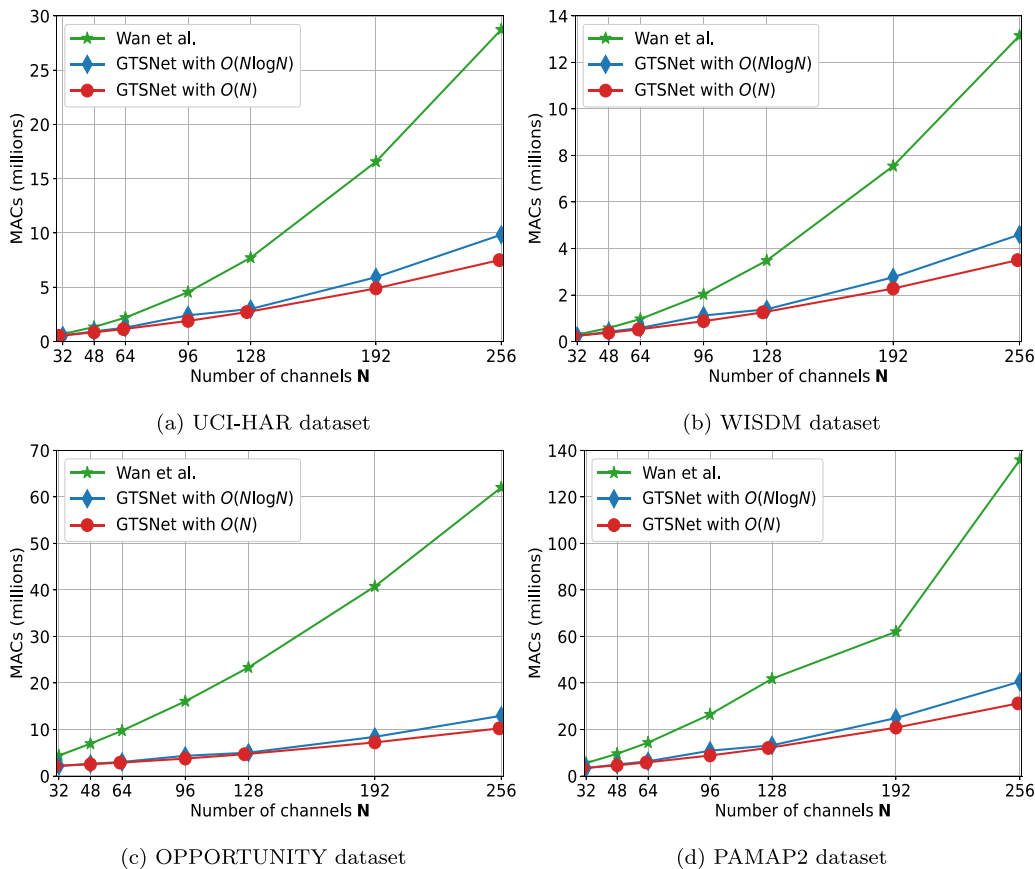 30
25
20
15
10
5
0
MACs (millions)
Wan et al.
GTSNet with O(NlogN)
GTSNet with O(N)
32 48 64 96 128 192 256
Number of channels N
(a) UCI-HAR dataset
14
12
10
8
6
4
2
0
MACs (millions)
Wan et al.
GTSNet with O(NlogN)
GTSNet with O(N)
32 48 64 96 128 192 256
Number of channels N
(b) WISDM dataset
70
60
50
40
30
20
10
0
MACs (millions)
Wan et al.
GTSNet with O(NlogN)
GTSNet with O(N)
32 48 64 96 128 192 256
Number of channels N
(c) OPPORTUNITY dataset
140
120
100
80
60
40
20
0
MACs (millions)
Wan et al.
GTSNet with O(NlogN)
GTSNet with O(N)
32 48 64 96 128 192 256
Number of channels N
(d) PAMAP2 dataset